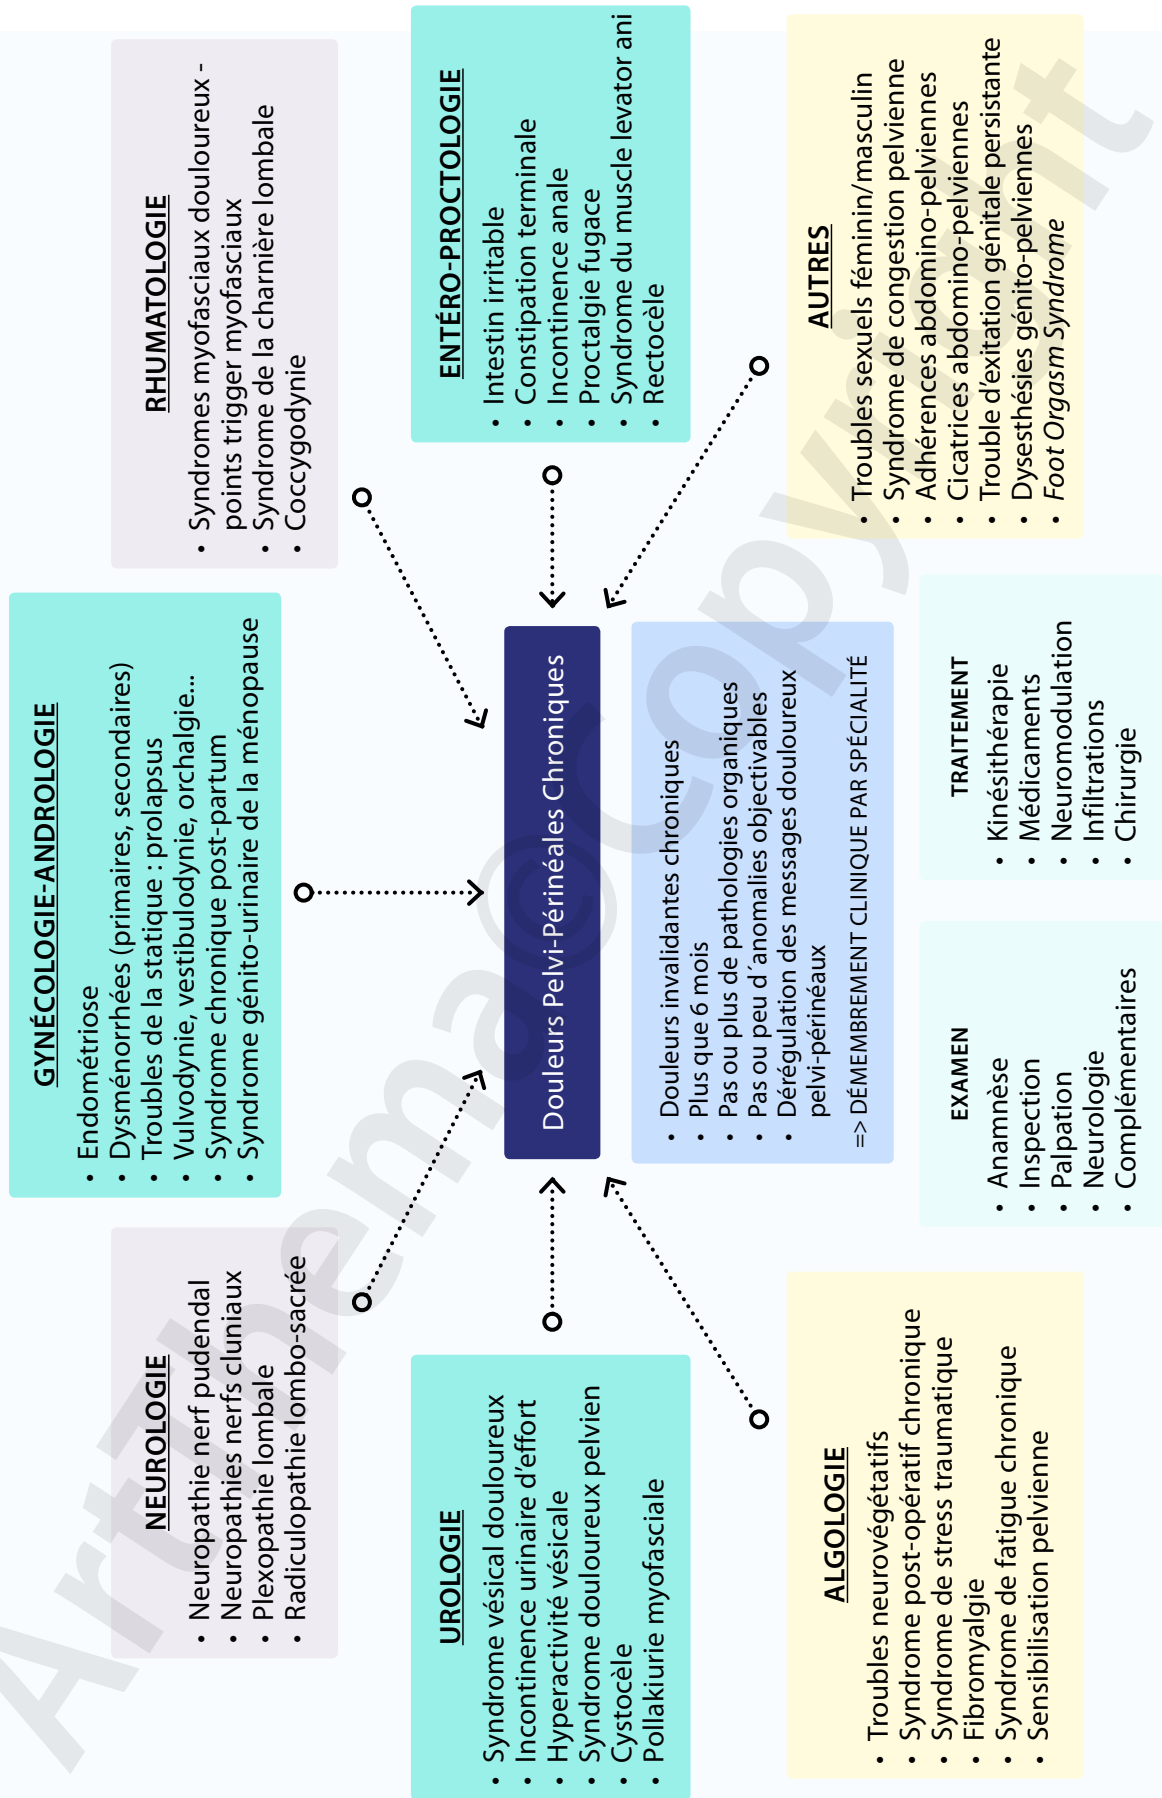 NEUROLOGIE
• Neuropathie nerf pudendal
• Neuropathies nerfs cluniaux
• Plexopathie lombale
• Radiculopathie lombo-sacrée
GYNÉCOLOGIE-ANDROLOGIE
• Endométriose
• Dysménorrhées (primaires, secondaires)
• Troubles de la statique : prolapsus
• Vulvodynie, vestibulodynie, orchalgie...
• Syndrome chronique post-partum
• Syndrome génito-urinaire de la ménopause
RHUMATOLOGIE
• Syndromes myofasciaux douloureux -
points trigger myofasciaux
• Syndrome de la charnière lombale
• Coccygodynie
UROLOGIE
• Syndrome vésical douloureux
• Incontinence urinaire d'effort
• Hyperactivité vésicale
• Syndrome douloureux pelvien
• Cystocèle
• Pollakiurie myofasciale
Douleurs Pelvi-Périnéales Chroniques
• Douleurs invalidantes chroniques
• Plus que 6 mois
• Pas ou plus de pathologies organiques
• Pas ou peu d´anomalies objectivables
• Dérégulation des messages douloureux
pelvi-périnéaux
=> DÉMEMBREMENT CLINIQUE PAR SPÉCIALITÉ
ENTÉRO-PROCTOLOGIE
• Intestin irritable
• Constipation terminale
• Incontinence anale
• Proctalgie fugace
• Syndrome du muscle levator ani
• Rectocèle
ALGOLOGIE
• Troubles neurovégétatifs
• Syndrome post-opératif chronique
• Syndrome de stress traumatique
• Fibromyalgie
• Syndrome de fatigue chronique
• Sensibilisation pelvienne
EXAMEN
• Anamnèse
• Inspection
• Palpation
• Neurologie
• Complémentaires
TRAITEMENT
• Kinésithérapie
• Médicaments
• Neuromodulation
• Infiltrations
• Chirurgie
AUTRES
• Troubles sexuels féminin/masculin
• Syndrome de congestion pelvienne
• Adhérences abdomino-pelviennes
• Cicatrices abdomino-pelviennes
• Trouble d'exitation génitale persistante
• Dysesthésies génito-pelviennes
• Foot Orgasm Syndrome
ArtThema©Copyright